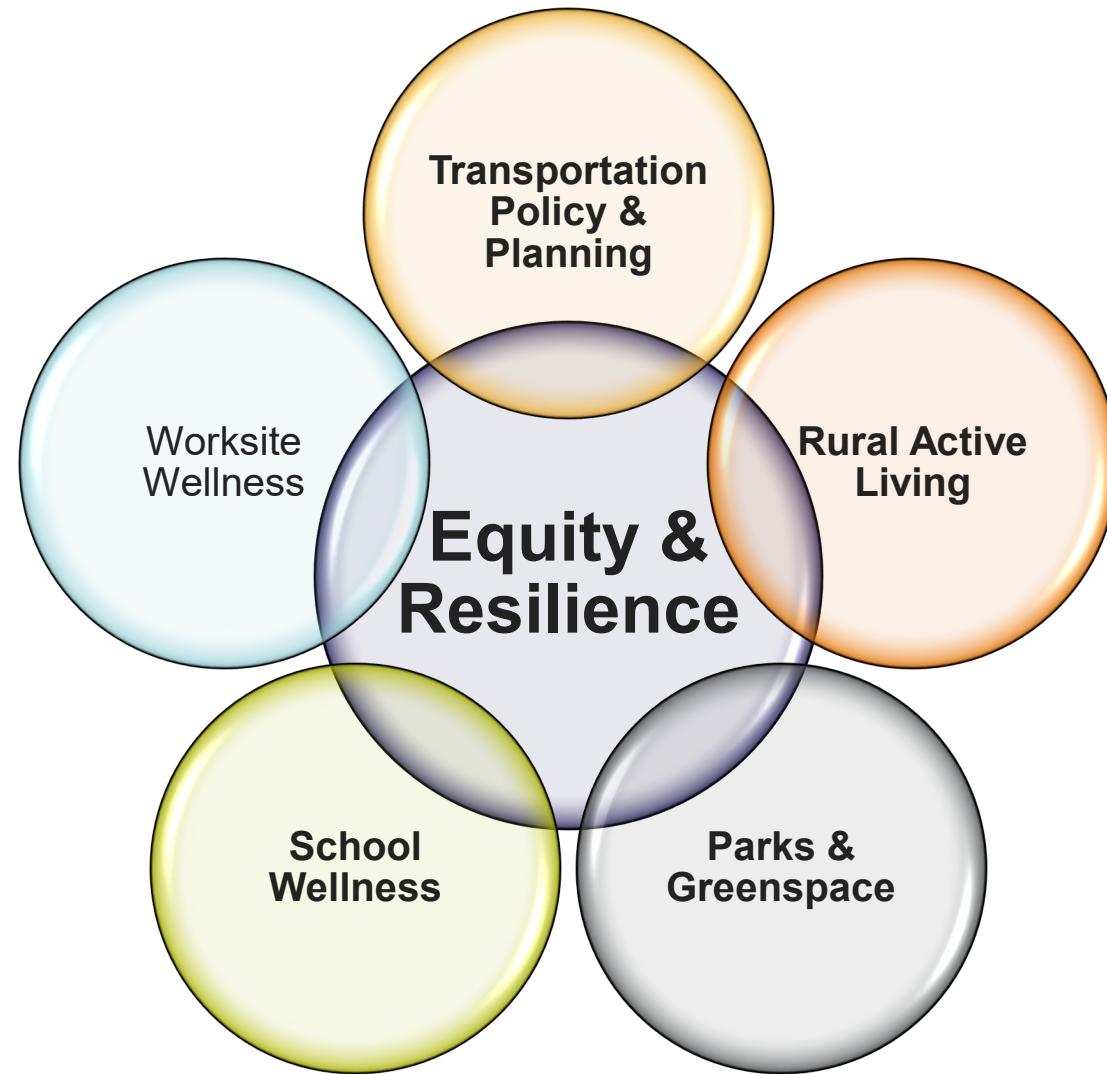 Transportation
Policy &
Planning
Rural Active
Living
Worksite
Wellness
Equity &
Resilience
School
Wellness
Parks &
Greenspace